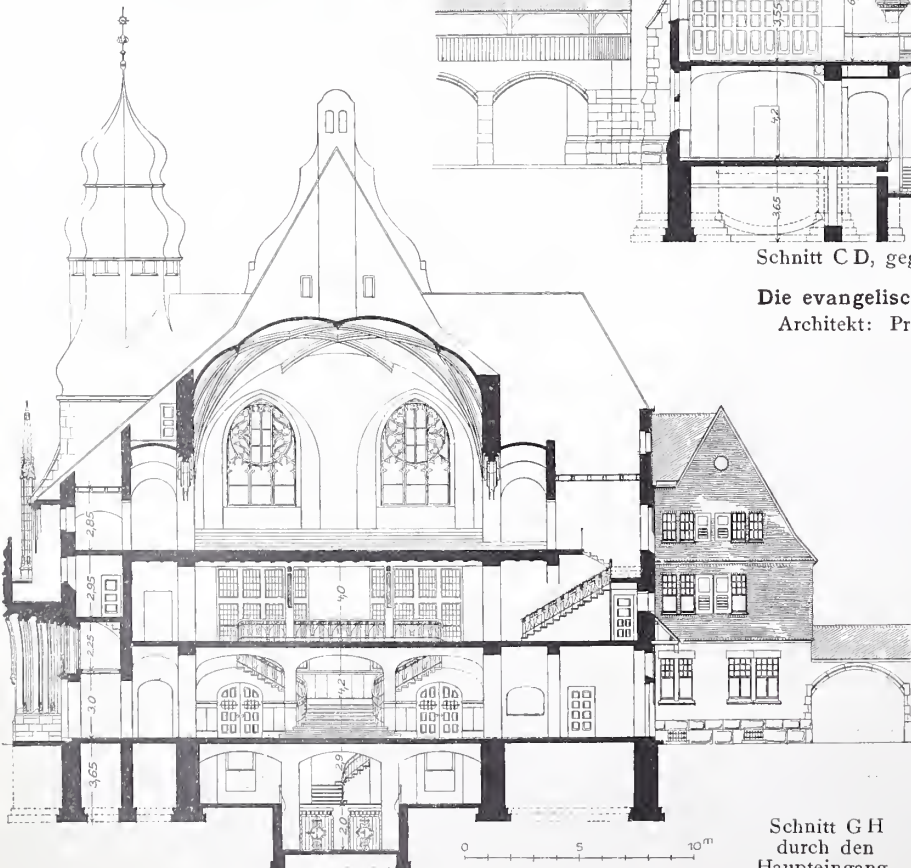 3,55
4,2
3,65
Schnitt C D, geg
Die evangelisc
Architekt: Pr
2,85
2,95
4,0
2,25
4,2
3,0
3,65
2,9
2,0
0 5 10 m
Schnitt G H
durch den
Haupteingang